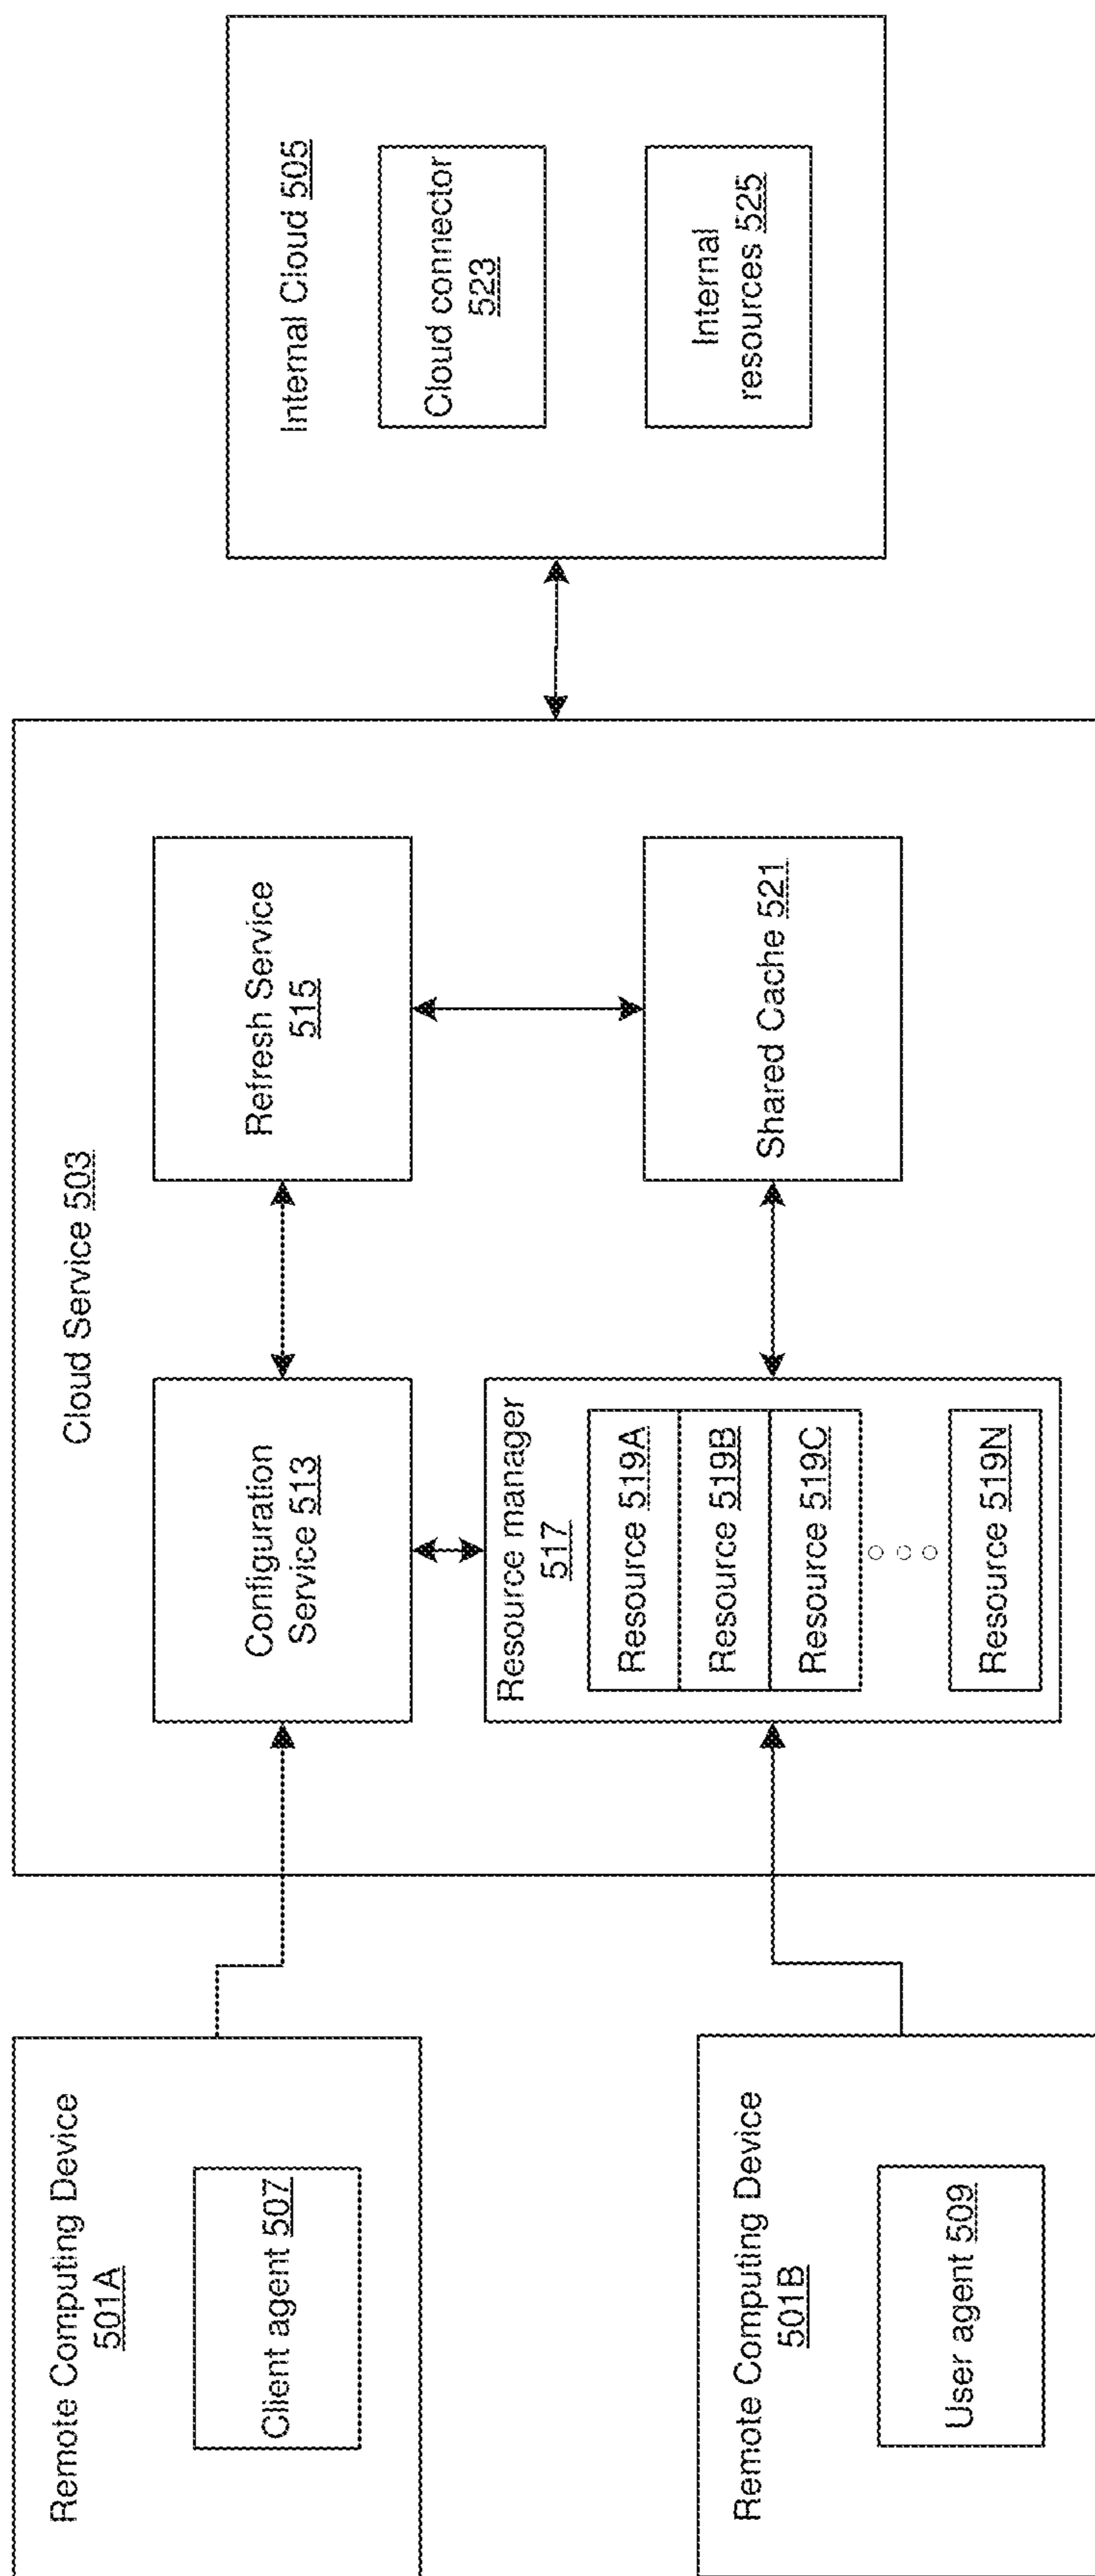 Remote Computing Device
501A
Client agent 507
Remote Computing Device
501B
User agent 509
Cloud Service 503
Configuration
Service 513
Refresh Service
515
Resource manager
517
Resource 519A
Resource 519B
Resource 519C
Resource 519N
Shared Cache 521
Internal Cloud 505
Cloud connector
523
Internal
resources 525